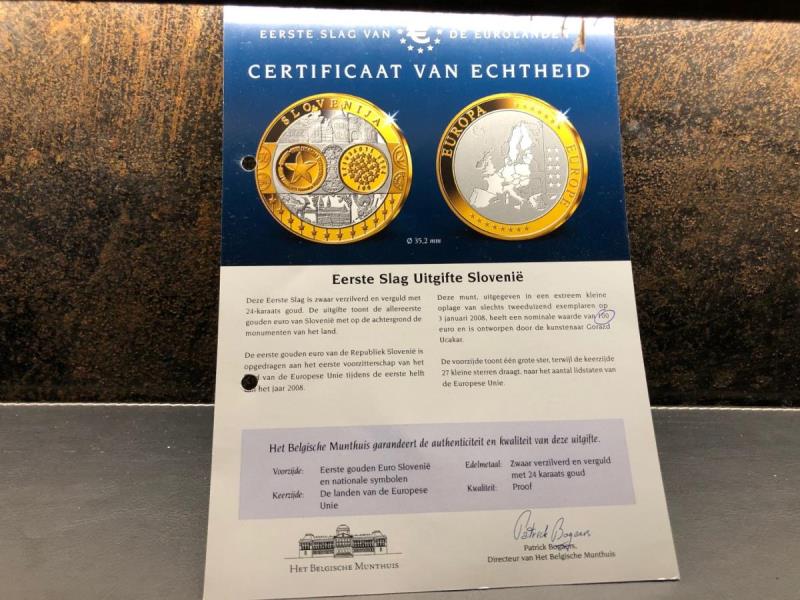 EERSTE SLAG VAN € DE EUROLANDEN
CERTIFICAAT VAN ECHTHEID
SLOVENIJA
EUROPA
EUROPE
Ø 35,2 mm
Eerste Slag Uitgifte Slovenië
Deze Eerste Slag is zwaar verzilverd en verguld met
24-karaats goud. De uitgifte toont de allereerste
gouden euro van Slovenië met op de achtergrond de
monumenten van het land.
De eerste gouden euro van de Republiek Slovenië is
opgedragen aan het eerste voorzitterschap van het
van de Europese Unie tijdens de eerste helft
het jaar 2008.
Deze munt, uitgegeven in een extreem kleine
oplage van slechts tweeduizend exemplaren op
3 januari 2008, heeft een nominale waarde van 100
euro en is ontworpen door de kunstenaar Gorazd
Ucakar.
De voorzijde toont één grote ster, terwijl de keerzijde
27 kleine sterren draagt, naar het aantal lidstaten van
de Europese Unie.
Het Belgische Munthuis garandeert de authenticiteit en kwaliteit van deze uitgifte.
Voorzijde: Eerste gouden Euro Slovenië
en nationale symbolen
Keerzijde: De landen van de Europese
Unie
Edelmetaal: Zwaar verzilverd en verguld
met 24 karaats goud
Kwaliteit: Proof
HET BELGISCHE MUNTHUIS
Patrick Bogaers
Patrick Bogaers,
Directeur van Het Belgische Munthuis